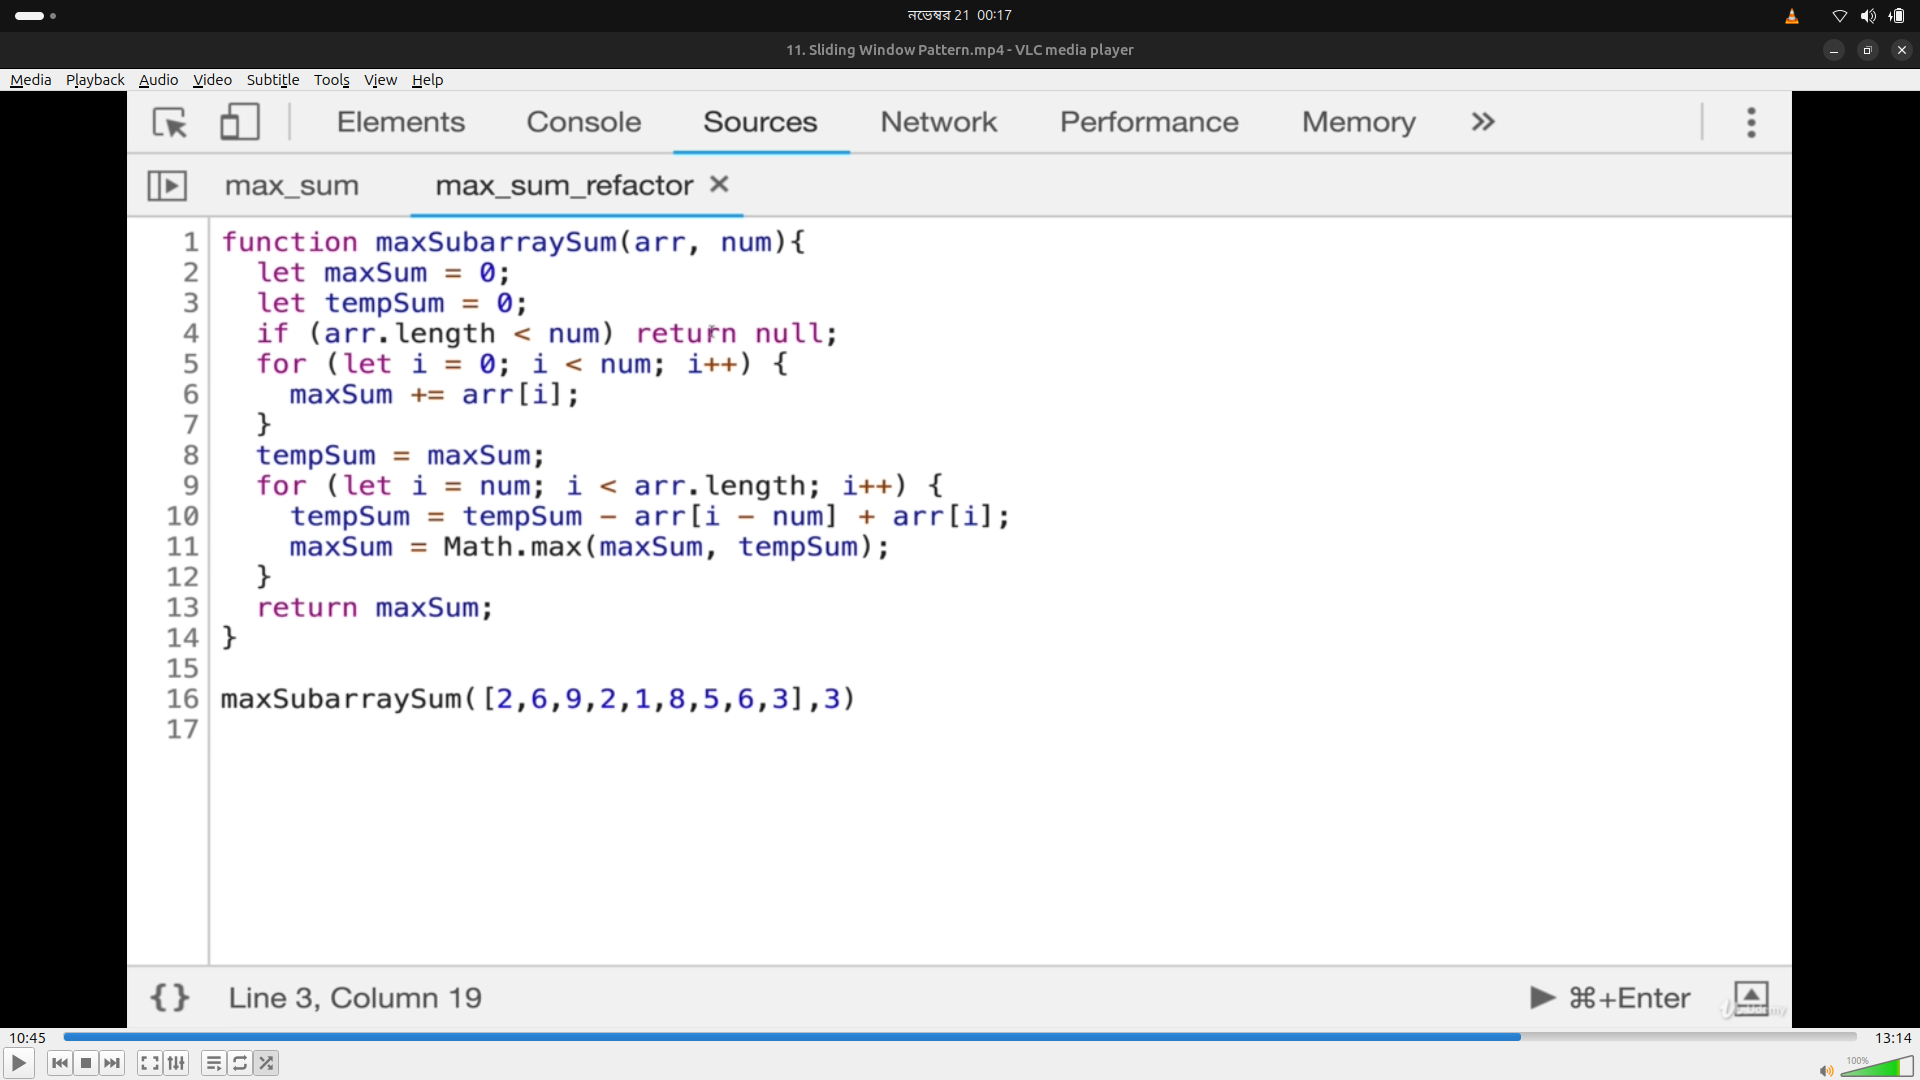 নভেম্বর 21 00:17
11. Sliding Window Pattern.mp4 - VLC media player
Media Playback Audio Video Subtitle Tools View Help
Elements Console Sources Network Performance Memory »
max_sum max_sum_refactor ×
1 function maxSubarraySum(arr, num){
2   let maxSum = 0;
3   let tempSum = 0;
4   if (arr.length < num) return null;
5   for (let i = 0; i < num; i++) {
6     maxSum += arr[i];
7   }
8   tempSum = maxSum;
9   for (let i = num; i < arr.length; i++) {
10     tempSum = tempSum - arr[i - num] + arr[i];
11     maxSum = Math.max(maxSum, tempSum);
12   }
13   return maxSum;
14 }
15
16 maxSubarraySum([2,6,9,2,1,8,5,6,3],3)
17
{} Line 3, Column 19 ⌘+Enter
10:45 13:14
100%